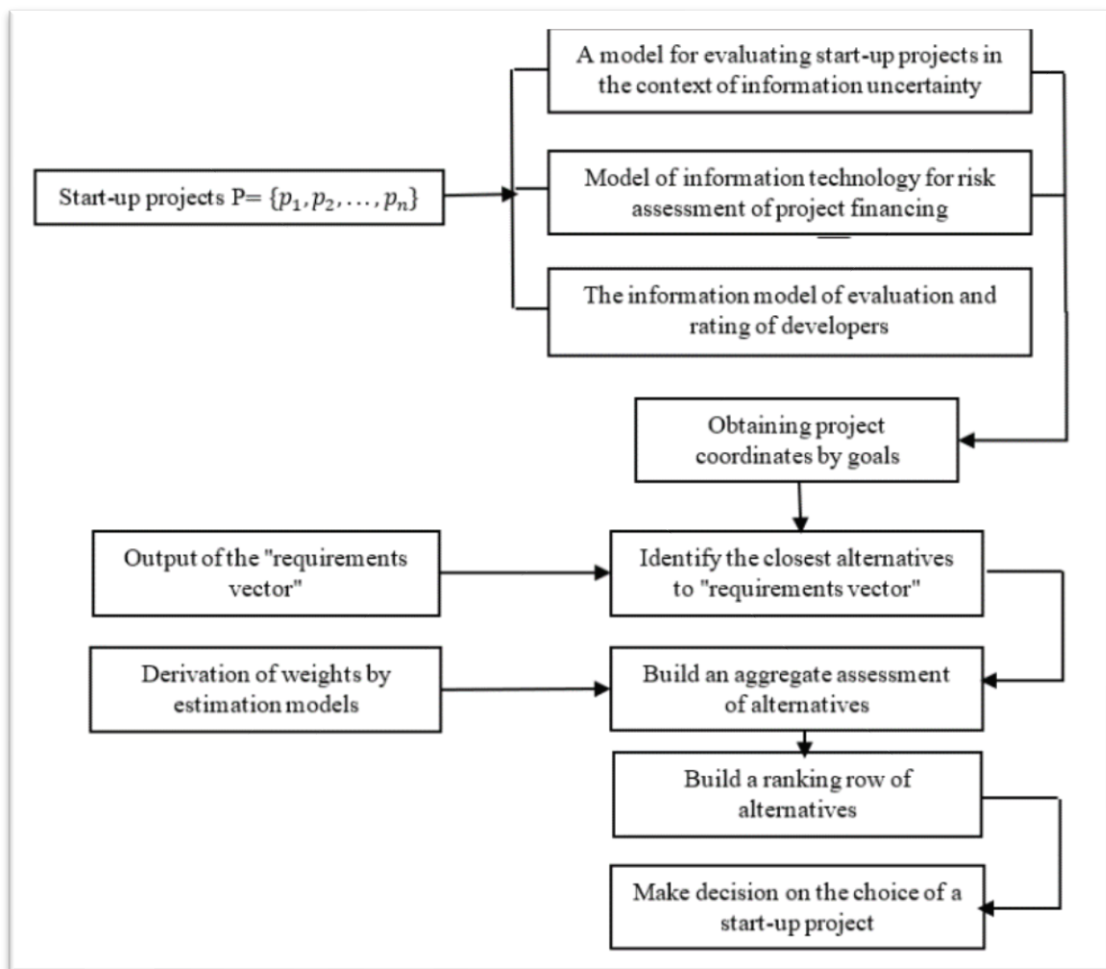 A model for evaluating start-up projects in
the context of information uncertainty
Start-up projects P= {p₁,p₂,...,pₙ}
Model of information technology for risk
assessment of project financing
The information model of evaluation and
rating of developers
Obtaining project
coordinates by goals
Output of the "requirements
vector"
Identify the closest alternatives
to "requirements vector"
Derivation of weights by
estimation models
Build an aggregate assessment
of alternatives
Build a ranking row of
alternatives
Make decision on the choice of a
start-up project